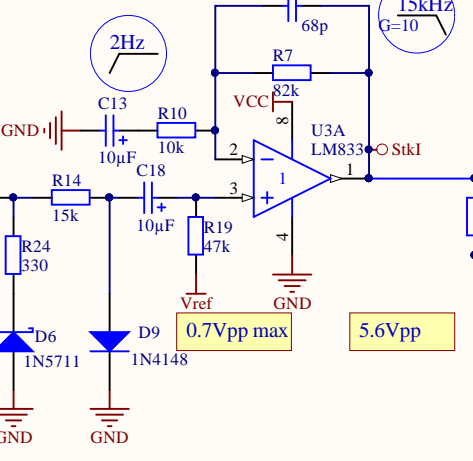 15kHz
G=10
68p
2Hz
R7
82k
VCC
8
C13
10µF
R10
10k
GND
U3A
LM833
2
3
1
1
StkI
4
R14
15k
C18
10µF
R19
47k
Vref
GND
R24
330
0.7Vpp max
5.6Vpp
D6
1N5711
D9
1N4148
GND
GND